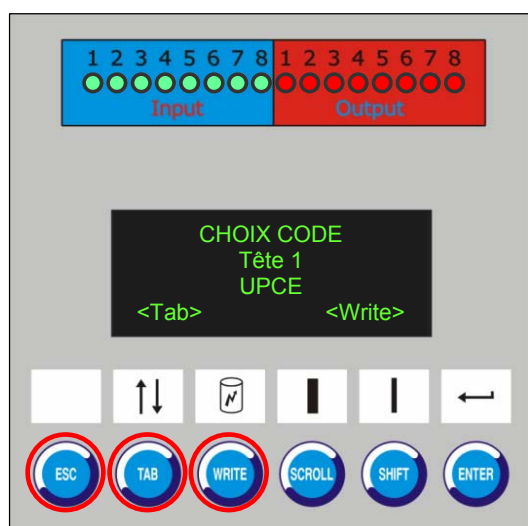 1 2 3 4 5 6 7 8 1 2 3 4 5 6 7 8
Input Output
CHOIX CODE
Tête 1
UPCE
<Tab> <Write>
ESC TAB WRITE SCROLL SHIFT ENTER